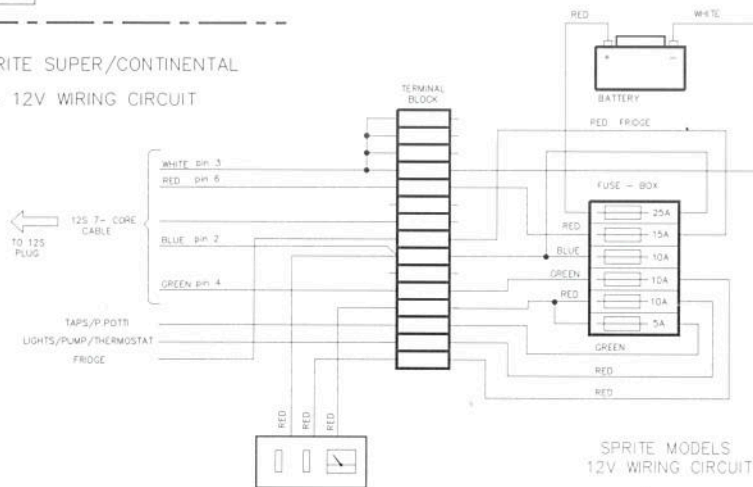 RITE SUPER/CONTINENTAL
12V WIRING CIRCUIT
RED
WHITE
+
-
BATTERY
TERMINAL
BLOCK
RED FRIDGE
WHITE pin 3
RED pin 6
FUSE - BOX
25A
12S 7- CORE
CABLE
RED
15A
TO 12S
PLUG
BLUE pin 2
BLUE
10A
GREEN
10A
GREEN pin 4
RED
10A
TAPS/P.POTTI
5A
LIGHTS/PUMP/THERMOSTAT
GREEN
FRIDGE
RED
RED
RED
RED
RED
SPRITE MODELS
12V WIRING CIRCUIT